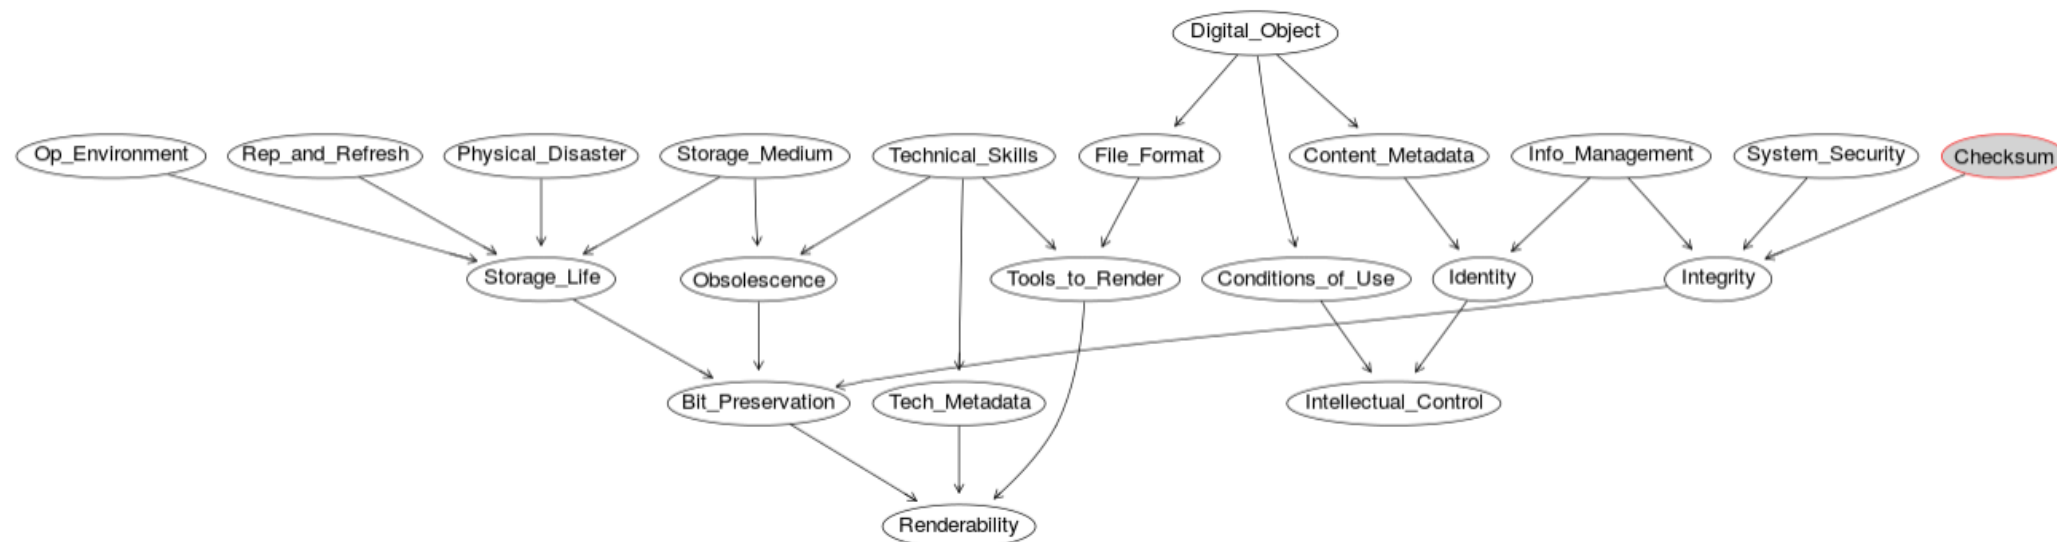 Digital_Object
Op_Environment
Rep_and_Refresh
Physical_Disaster
Storage_Medium
Technical_Skills
File_Format
Content_Metadata
Info_Management
System_Security
Checksum
Storage_Life
Obsolescence
Tools_to_Render
Conditions_of_Use
Identity
Integrity
Bit_Preservation
Tech_Metadata
Intellectual_Control
Renderability